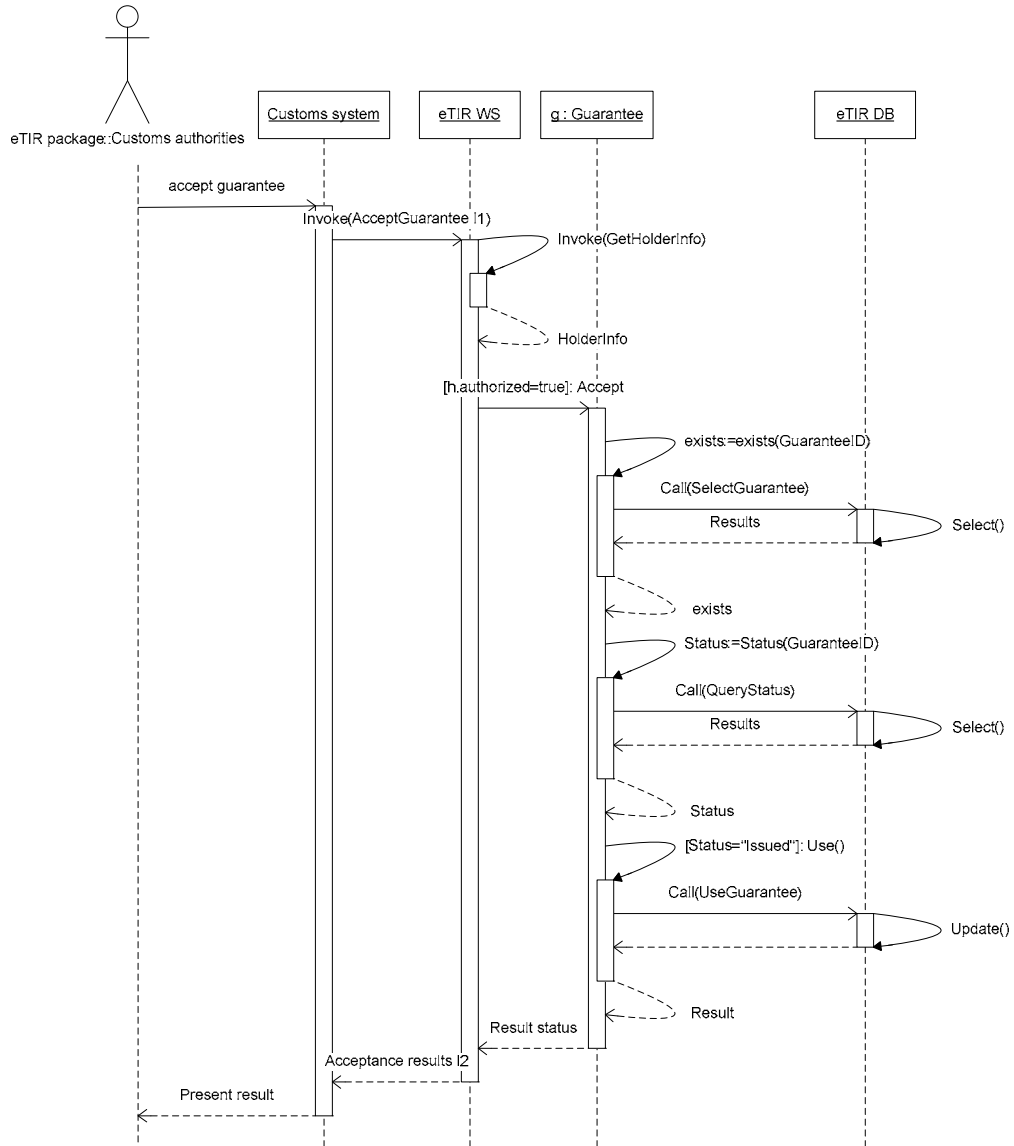 eTIR package::Customs authorities
Customs system
eTIR WS
g : Guarantee
eTIR DB
accept guarantee
Invoke(AcceptGuarantee I1)
Invoke(GetHolderInfo)
HolderInfo
[h.authorized=true]: Accept
exists:=exists(GuaranteeID)
Call(SelectGuarantee)
Results
Select()
exists
Status:=Status(GuaranteeID)
Call(QueryStatus)
Results
Select()
Status
[Status="Issued"]: Use()
Call(UseGuarantee)
Update()
Result
Result status
Acceptance results I2
Present result